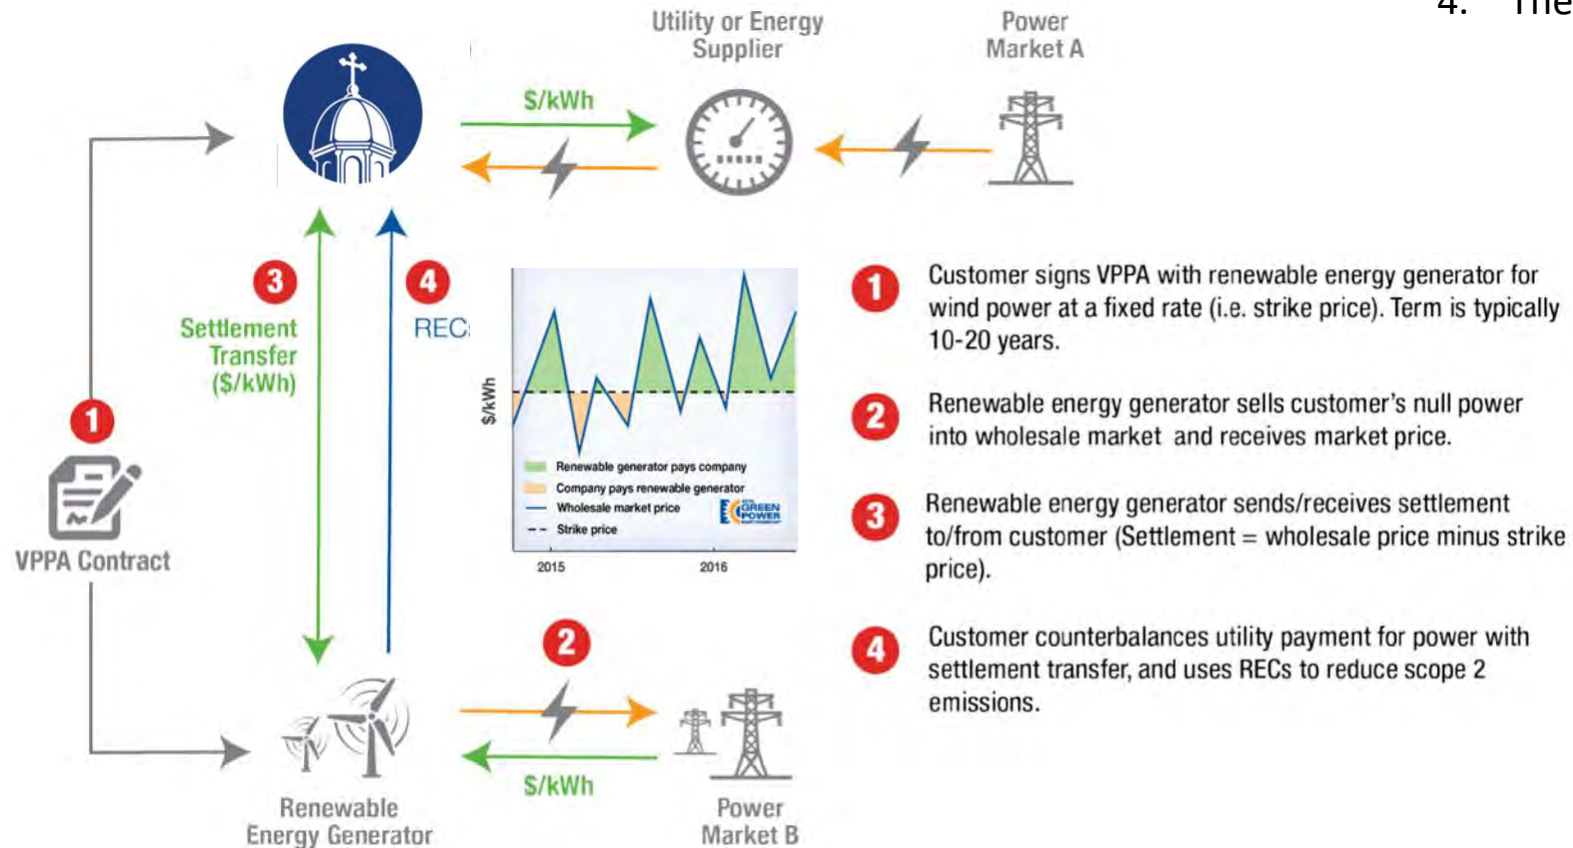 4. The
Utility or Energy
Supplier
Power
Market A
$/kWh
3
4
Settlement
Transfer
($/kWh)
REC
1
VPPA Contract
$/kWh
Renewable generator pays company
Company pays renewable generator
Wholesale market price
Strike price
GREEN
POWER
2015
2016
1
Customer signs VPPA with renewable energy generator for
wind power at a fixed rate (i.e. strike price). Term is typically
10-20 years.
2
Renewable energy generator sells customer's null power
into wholesale market and receives market price.
3
Renewable energy generator sends/receives settlement
to/from customer (Settlement = wholesale price minus strike
price).
4
Customer counterbalances utility payment for power with
settlement transfer, and uses RECs to reduce scope 2
emissions.
2
$/kWh
Renewable
Energy Generator
Power
Market B